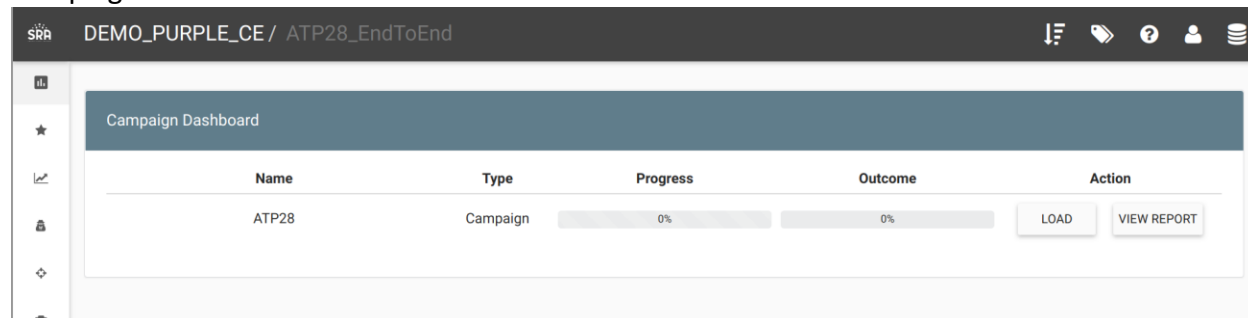 SRA DEMO_PURPLE_CE / ATP28_EndToEnd
Campaign Dashboard
Name Type Progress Outcome Action
ATP28 Campaign 0% 0% LOAD VIEW REPORT